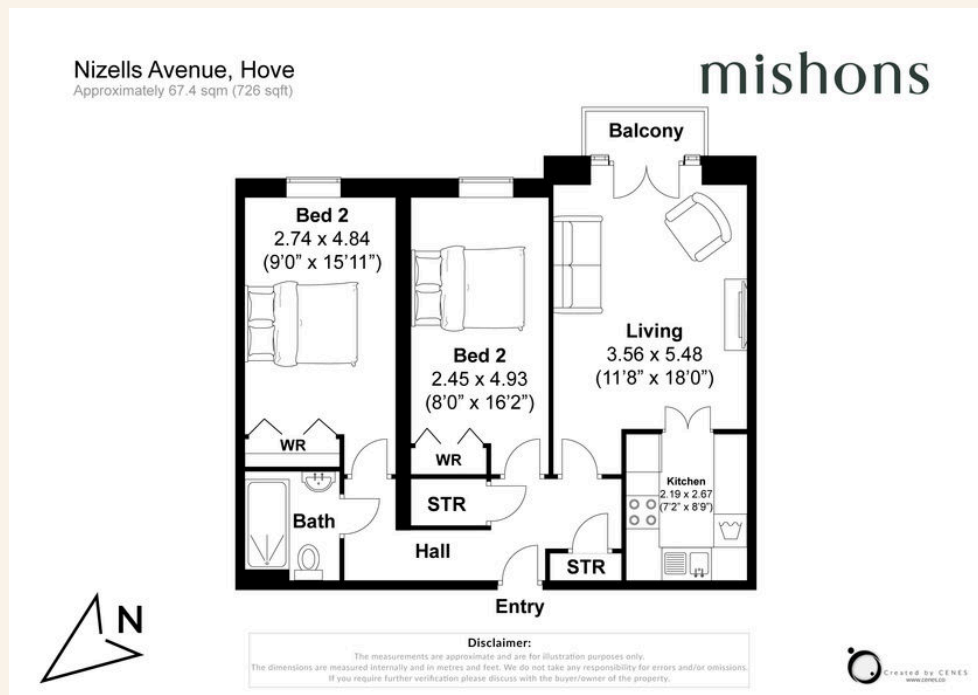 Nizells Avenue, Hove
Approximately 67.4 sqm (726 sqft)
mishons
Balcony
Bed 2
2.74 x 4.84
(9’0” x 15’11”)
Bed 2
2.45 x 4.93
(8’0” x 16’2”)
Living
3.56 x 5.48
(11’8” x 18’0”)
WR
WR
Kitchen
2.19 x 2.67
(7’2” x 8’9”)
Bath
STR
Hall
STR
Entry
N
Disclaimer:
The measurements are approximate and are for illustration purposes only.
The dimensions are measured internally and in metres and feet. We do not take any responsibility for errors and/or omissions.
If you require further verification please discuss with the buyer/owner of the property.
Created by CENES
www.cenes.co